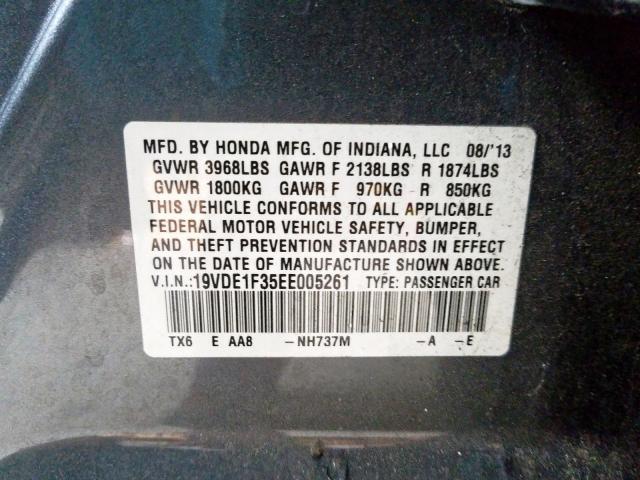 MFD. BY HONDA MFG. OF INDIANA, LLC 08/'13
GVWR 3968LBS GAWR F 2138LBS R 1874LBS
GVWR 1800KG GAWR F 970KG R 850KG
THIS VEHICLE CONFORMS TO ALL APPLICABLE
FEDERAL MOTOR VEHICLE SAFETY, BUMPER,
AND THEFT PREVENTION STANDARDS IN EFFECT
ON THE DATE OF MANUFACTURE SHOWN ABOVE.
V.I.N.:19VDE1F35EE005261 TYPE: PASSENGER CAR
TX6 E AA8 -NH737M -A -E